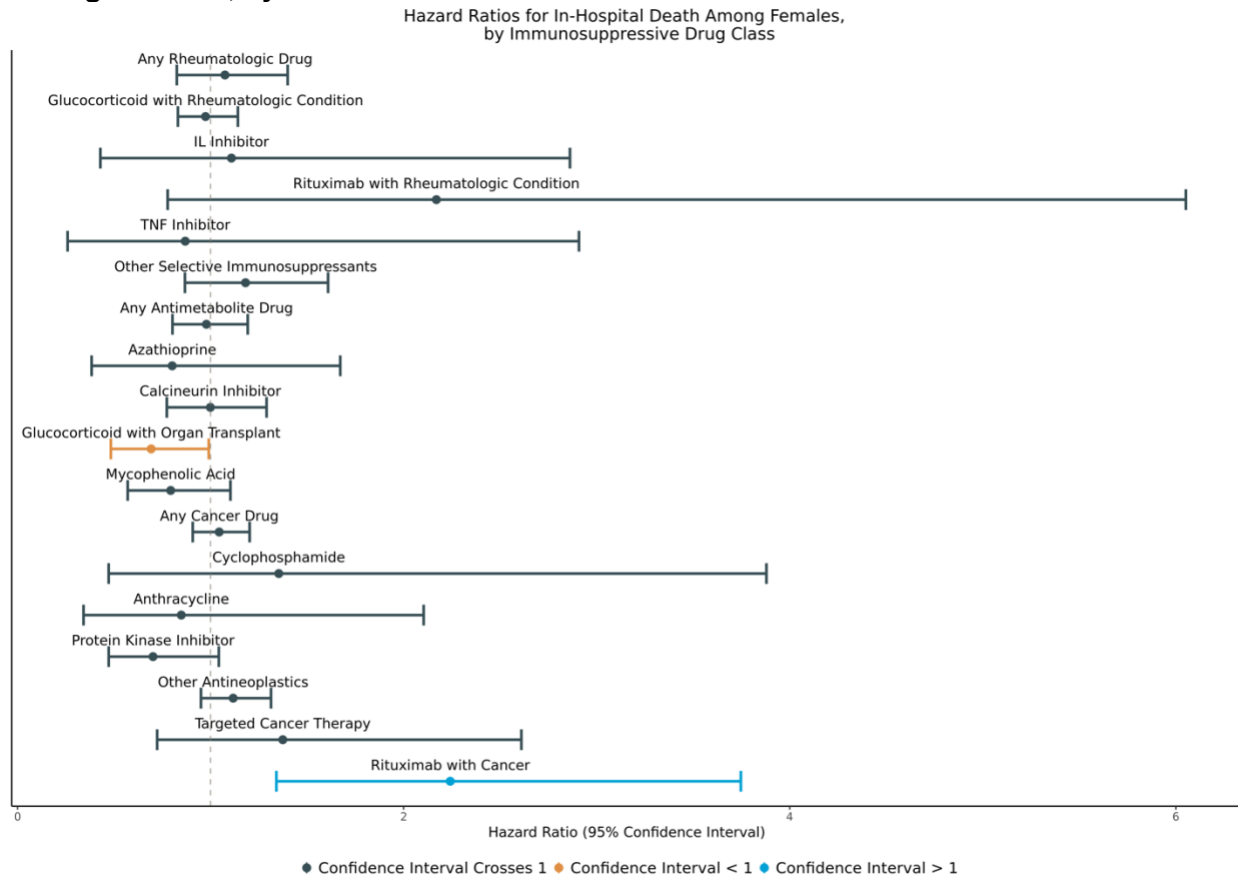 Hazard Ratios for In-Hospital Death Among Females,
by Immunosuppressive Drug Class
Any Rheumatologic Drug
Glucocorticoid with Rheumatologic Condition
IL Inhibitor
Rituximab with Rheumatologic Condition
TNF Inhibitor
Other Selective Immunosuppressants
Any Antimetabolite Drug
Azathioprine
Calcineurin Inhibitor
Glucocorticoid with Organ Transplant
Mycophenolic Acid
Any Cancer Drug
Cyclophosphamide
Anthracycline
Protein Kinase Inhibitor
Other Antineoplastics
Targeted Cancer Therapy
Rituximab with Cancer
0 2 4 6
Hazard Ratio (95% Confidence Interval)
Confidence Interval Crosses 1 Confidence Interval < 1 Confidence Interval > 1